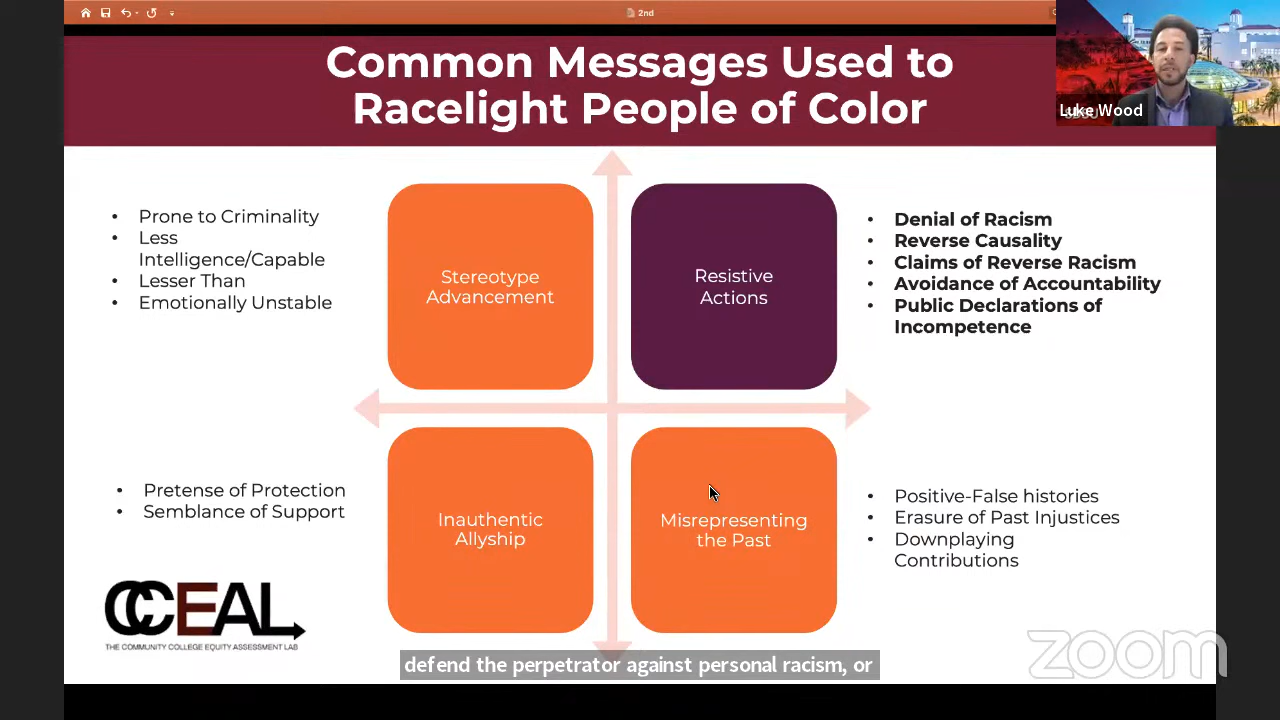 2nd
Common Messages Used to
Racelight People of Color
Luke Wood
• Prone to Criminality
• Less
Intelligence/Capable
• Lesser Than
• Emotionally Unstable
Stereotype
Advancement
Resistive
Actions
• Denial of Racism
• Reverse Causality
• Claims of Reverse Racism
• Avoidance of Accountability
• Public Declarations of
Incompetence
• Pretense of Protection
• Semblance of Support
Inauthentic
Allyship
Misrepresenting
the Past
• Positive-False histories
• Erasure of Past Injustices
• Downplaying
Contributions
CCEAL
THE COMMUNITY COLLEGE EQUITY ASSESSMENT LAB
defend the perpetrator against personal racism, or
zoom